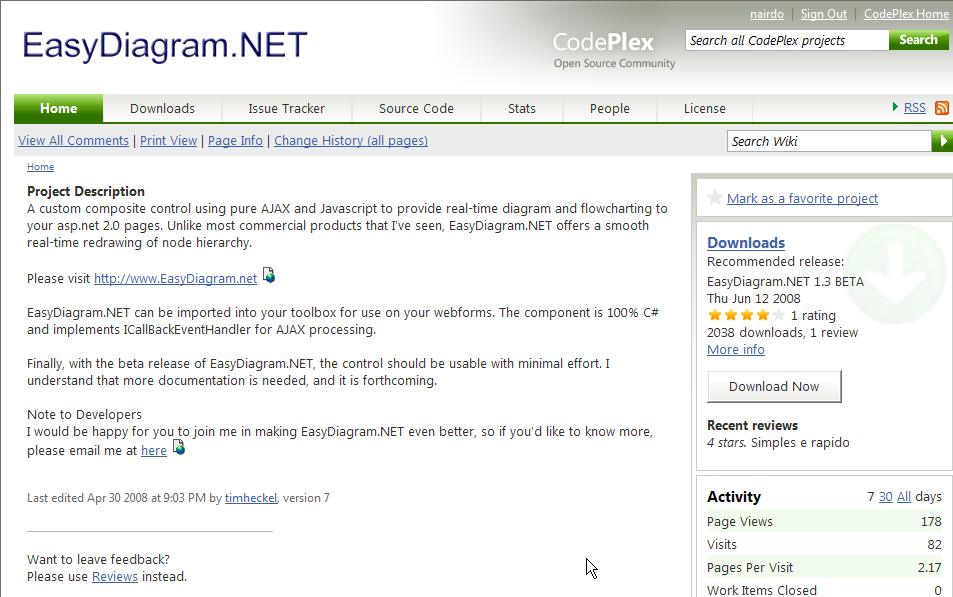 nairdo | Sign Out | CodePlex Home
EasyDiagram.NET
CodePlex
Open Source Community
Search all CodePlex projects
Search
Home
Downloads
Issue Tracker
Source Code
Stats
People
License
RSS
View All Comments | Print View | Page Info | Change History (all pages)
Search Wiki
Home
Project Description
A custom composite control using pure AJAX and Javascript to provide real-time diagram and flowcharting to
your asp.net 2.0 pages. Unlike most commercial products that I've seen, EasyDiagram.NET offers a smooth
real-time redrawing of node hierarchy.
Please visit http://www.EasyDiagram.net
EasyDiagram.NET can be imported into your toolbox for use on your webforms. The component is 100% C#
and implements ICallBackEventHandler for AJAX processing.
Finally, with the beta release of EasyDiagram.NET, the control should be usable with minimal effort. I
understand that more documentation is needed, and it is forthcoming.
Note to Developers
I would be happy for you to join me in making EasyDiagram.NET even better, so if you'd like to know more,
please email me at here
Last edited Apr 30 2008 at 9:03 PM by timheckel, version 7
Want to leave feedback?
Please use Reviews instead.
Mark as a favorite project
Downloads
Recommended release:
EasyDiagram.NET 1.3 BETA
Thu Jun 12 2008
1 rating
2038 downloads, 1 review
More info
Download Now
Recent reviews
4 stars. Simples e rapido
Activity 7 30 All days
Page Views 178
Visits 82
Pages Per Visit 2.17
Work Items Closed 0